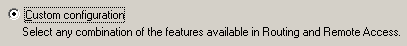 Custom configuration
Select any combination of the features available in Routing and Remote Access.